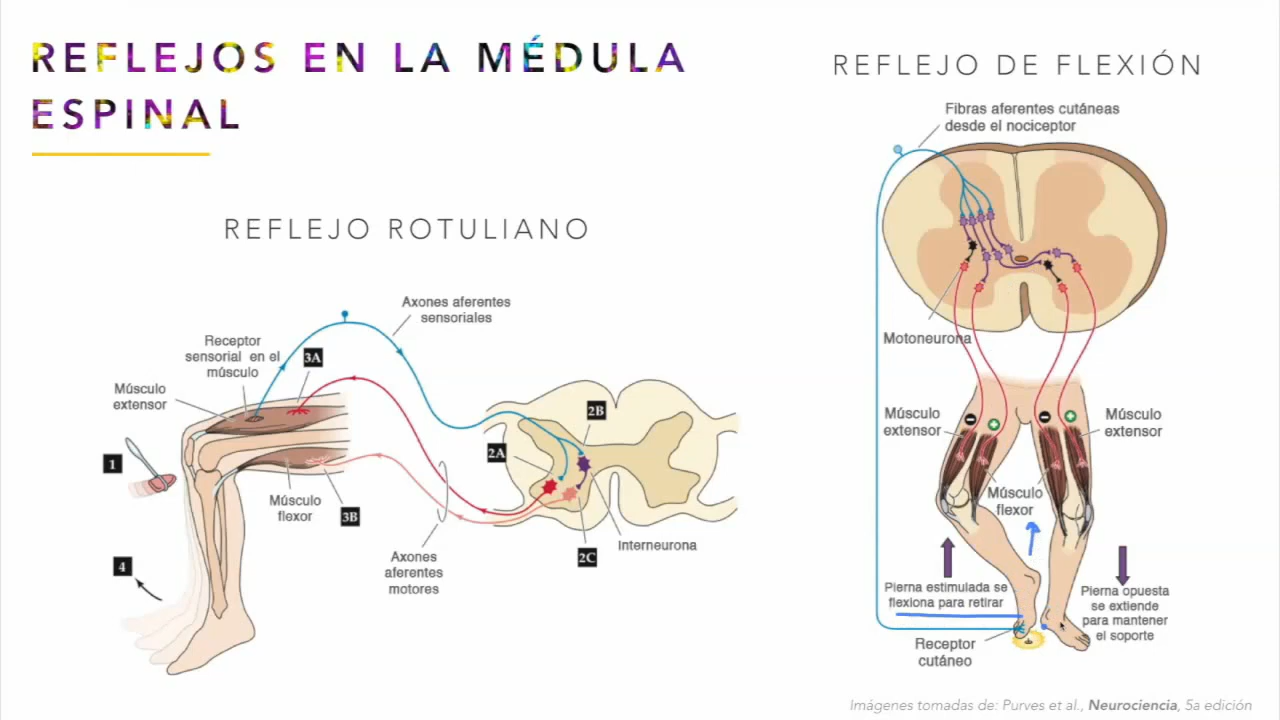 REFLEJOS EN LA MÉDULA
ESPINAL
REFLEJO ROTULIANO
Axones aferentes
sensoriales
Receptor
sensorial en el
músculo
3A
Músculo
extensor
1
2B
2A
Músculo
flexor
3B
Interneurona
2C
Axones
aferentes
motores
4
REFLEJO DE FLEXIÓN
Fibras aferentes cutáneas
desde el nociceptor
Motoneurona
Músculo
extensor
Músculo
extensor
Músculo
flexor
Pierna estimulada se
flexiona para retirar
Pierna opuesta
se extiende
para mantener
el soporte
Receptor
cutáneo
Imágenes tomadas de: Purves et al., Neurociencia, 5a edición